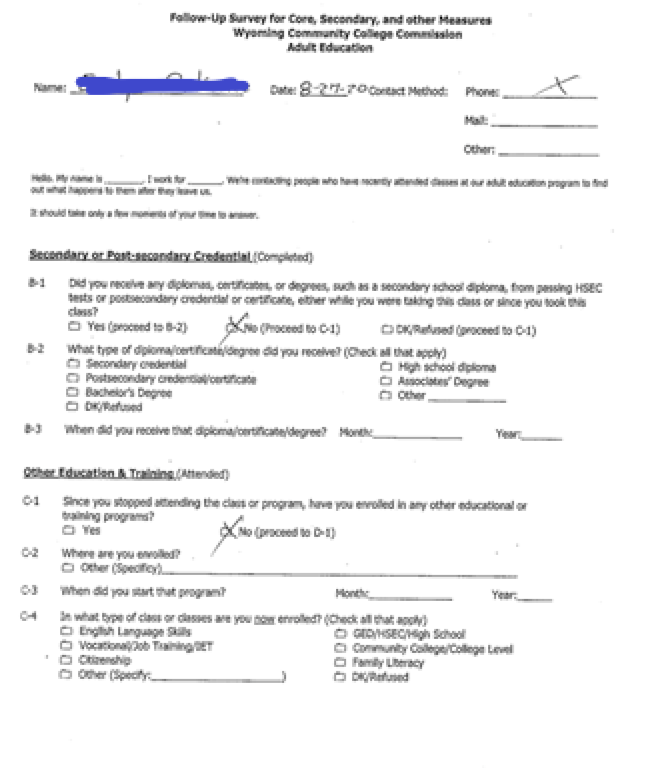 Follow-Up Survey for Core, Secondary, and other Measures
Wyoming Community College Commission
Adult Education
Name: Date: 8-27-20 Contact Method: Phone: X
Mail:
Other:
Hello. My name is ________, I work for ________. We're contacting people who have recently attended classes at our adult education program to find
out what happens to them after they leave us.
It should take only a few moments of your time to answer.
Secondary or Post-secondary Credential (Completed)
B-1 Did you receive any diplomas, certificates, or degrees, such as a secondary school diploma, from passing HSEC
tests or postsecondary credential or certificate, either while you were taking this class or since you took this
class?
☐ Yes (proceed to B-2) ☒ No (Proceed to C-1) ☐ DK/Refused (proceed to C-1)
B-2 What type of diploma/certificate/degree did you receive? (Check all that apply)
☐ Secondary credential ☐ High school diploma
☐ Postsecondary credential/certificate ☐ Associates' Degree
☐ Bachelor's Degree ☐ Other ____________
☐ DK/Refused
B-3 When did you receive that diploma/certificate/degree? Month:______________ Year:______
Other Education & Training (Attended)
C-1 Since you stopped attending the class or program, have you enrolled in any other educational or
training programs?
☐ Yes ☒ No (proceed to D-1)
C-2 Where are you enrolled?
☐ Other (Specificy)____________
C-3 When did you start that program? Month:______________ Year:______
C-4 In what type of class or classes are you now enrolled? (Check all that apply)
☐ English Language Skills ☐ GED/HSEC/High School
☐ Vocational/Job Training/IET ☐ Community College/College Level
☐ Citizenship ☐ Family Literacy
☐ Other (Specify:____________________) ☐ DK/Refused